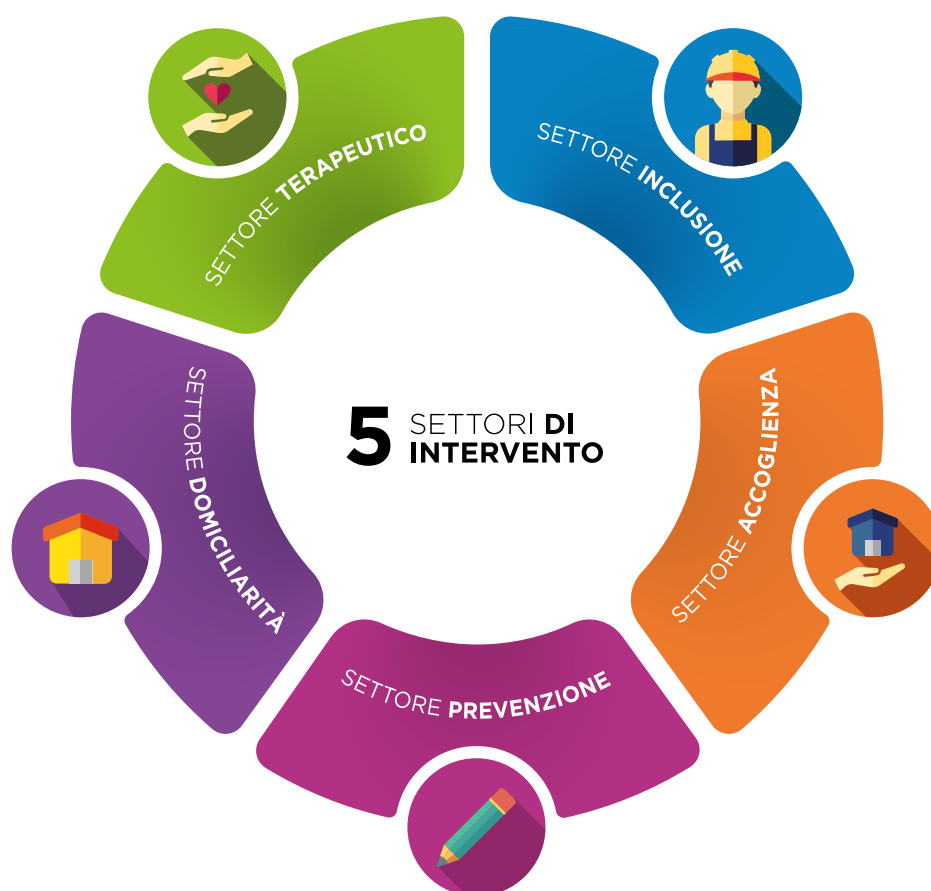 SETTORE TERAPEUTICO
SETTORE INCLUSIONE
SETTORE DOMICILIARITÀ
5 SETTORI DI
INTERVENTO
SETTORE ACCOGLIENZA
SETTORE PREVENZIONE